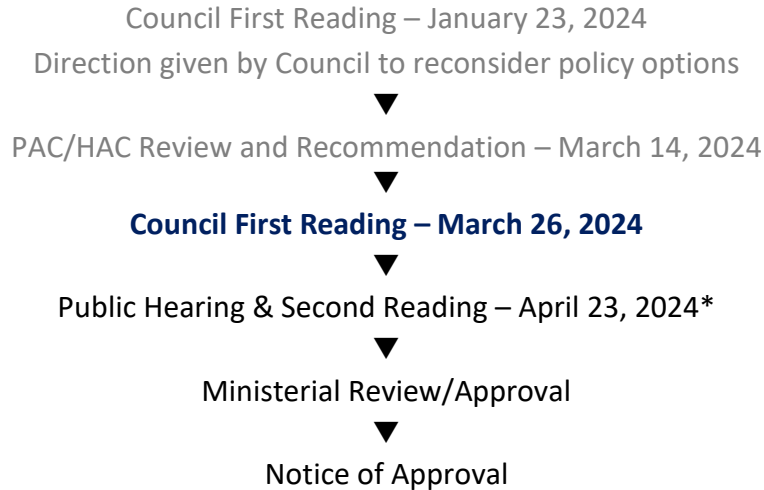 Council First Reading – January 23, 2024
Direction given by Council to reconsider policy options
PAC/HAC Review and Recommendation – March 14, 2024
Council First Reading – March 26, 2024
Public Hearing & Second Reading – April 23, 2024*
Ministerial Review/Approval
Notice of Approval